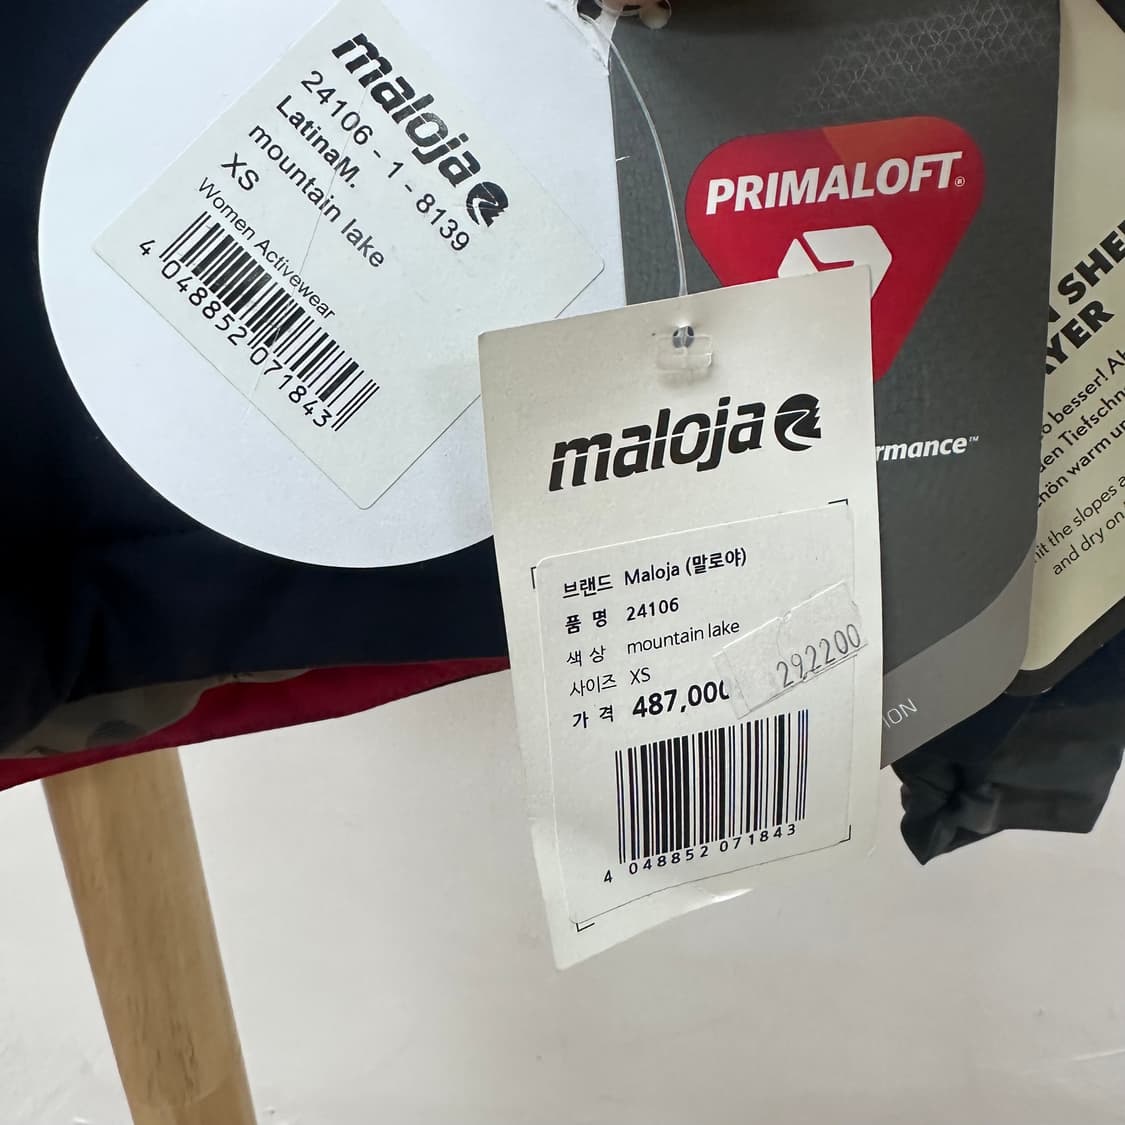 maloja
24106 - 1 - 8139
LatinaM.
mountain lake
XS
Women Activewear
4 048852 071843
PRIMALOFT®
rmance™
ION
maloja
브랜드 Maloja (말로야)
품 명 24106
색 상 mountain lake
사이즈 XS
가 격 487,000
292200
4 048852 071843
SHE
YER
besser! A
den Tiefschn
hön warm u
hit the slopes a
and dry on